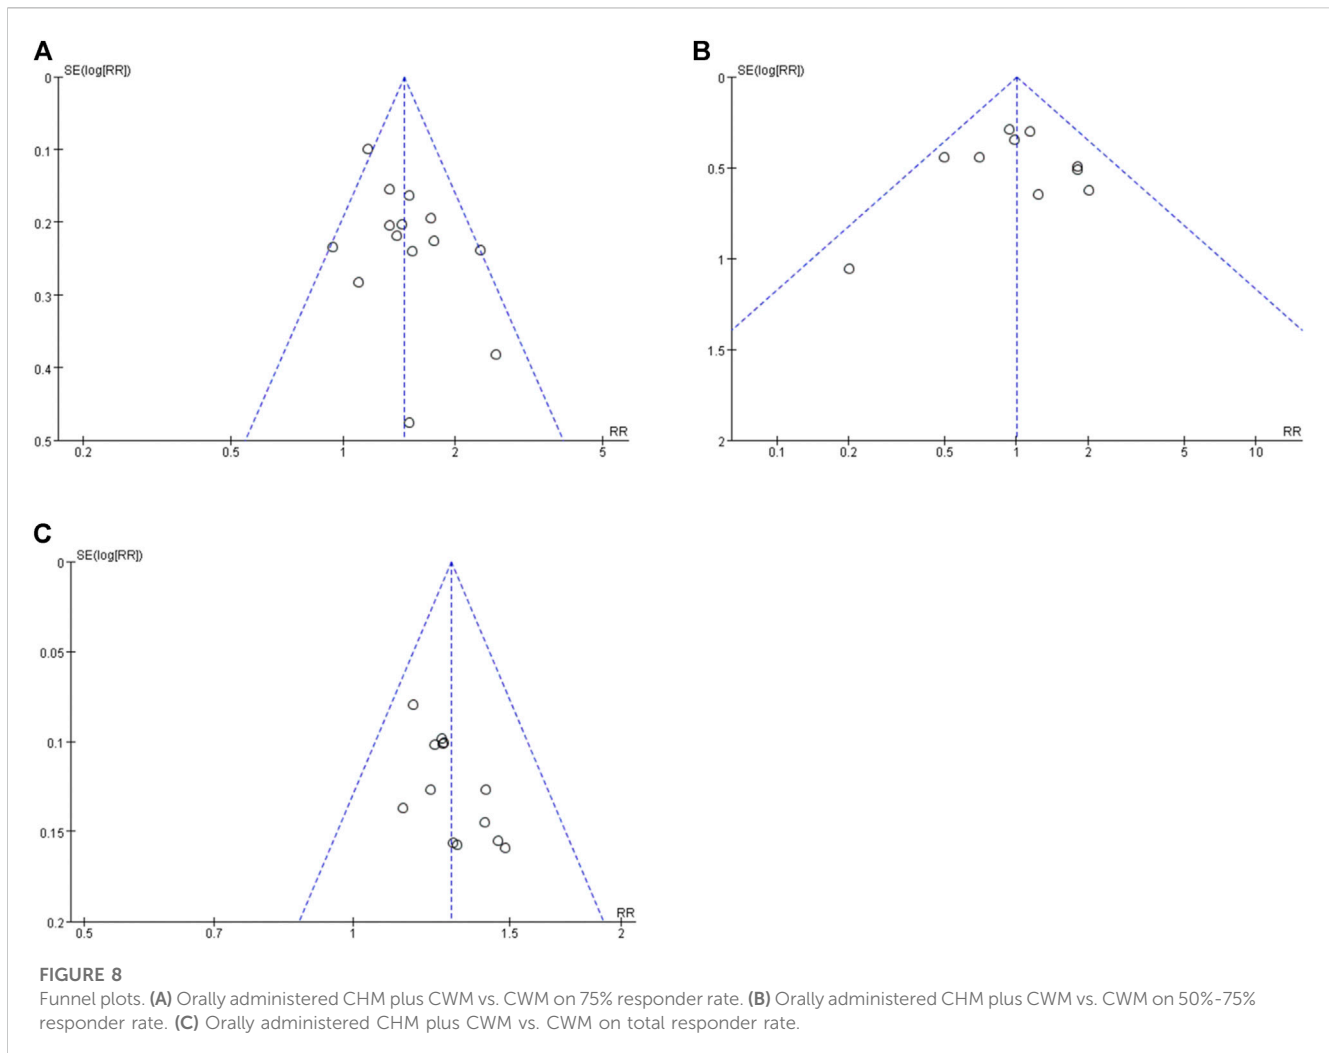 A
SE(log[RR])
0
0.1
0.2
0.3
0.4
0.5
RR
0.2 0.5 1 2 5
B
SE(log[RR])
0
0.5
1
1.5
2
RR
0.1 0.2 0.5 1 2 5 10
C
SE(log[RR])
0
0.05
0.1
0.15
0.2
RR
0.5 0.7 1 1.5 2
FIGURE 8
Funnel plots. (A) Orally administered CHM plus CWM vs. CWM on 75% responder rate. (B) Orally administered CHM plus CWM vs. CWM on 50%-75%
responder rate. (C) Orally administered CHM plus CWM vs. CWM on total responder rate.